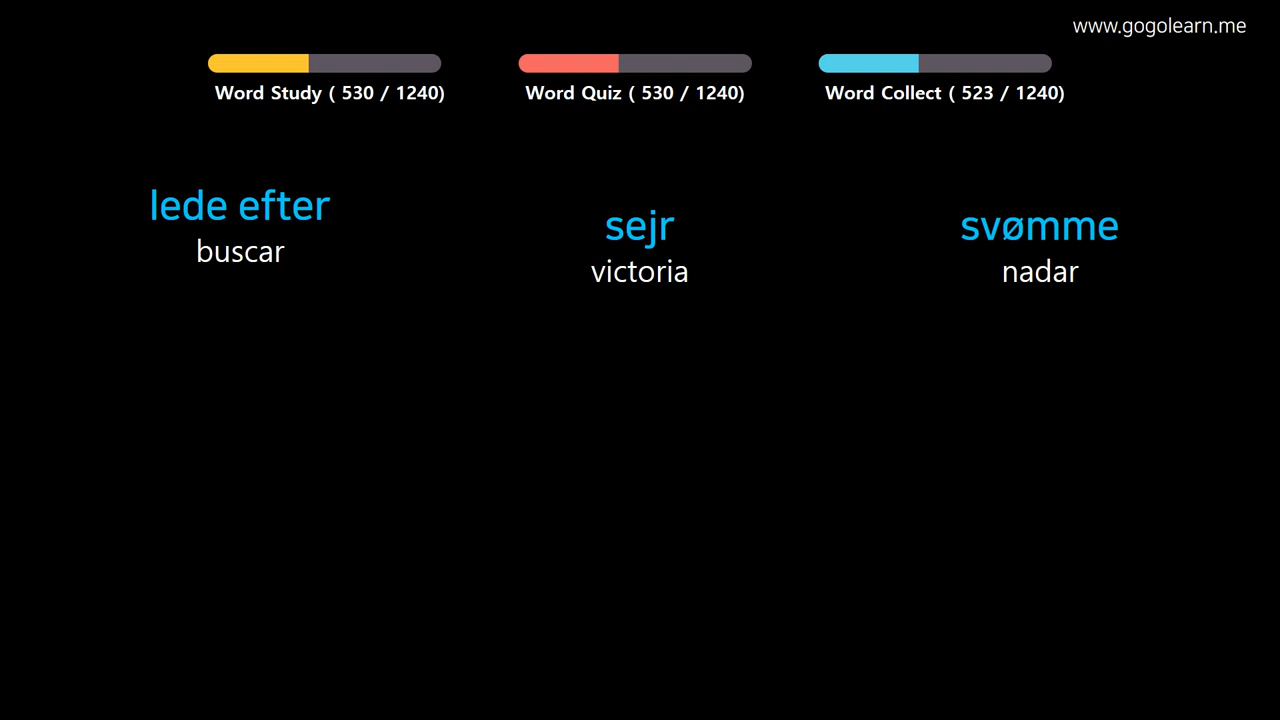 www.gogolearn.me
Word Study ( 530 / 1240)
Word Quiz ( 530 / 1240)
Word Collect ( 523 / 1240)
lede efter
buscar
sejr
victoria
svømme
nadar